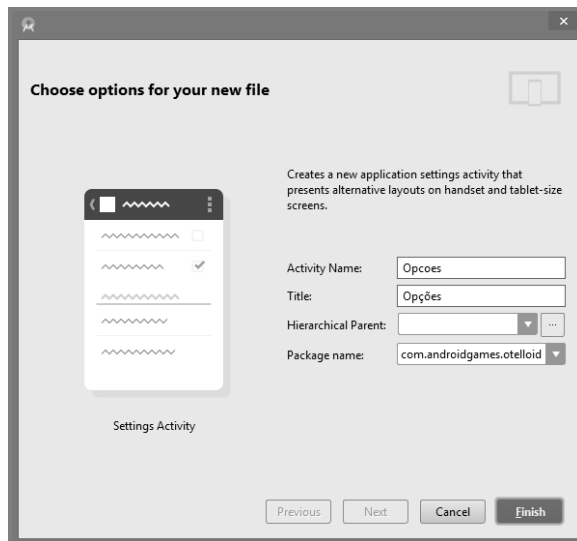 Choose options for your new file
Creates a new application settings activity that
presents alternative layouts on handset and tablet-size
screens.
Activity Name: Opcoes
Title: Opções
Hierarchical Parent: ...
Package name: com.androidgames.otelloid
Settings Activity
Previous Next Cancel Finish